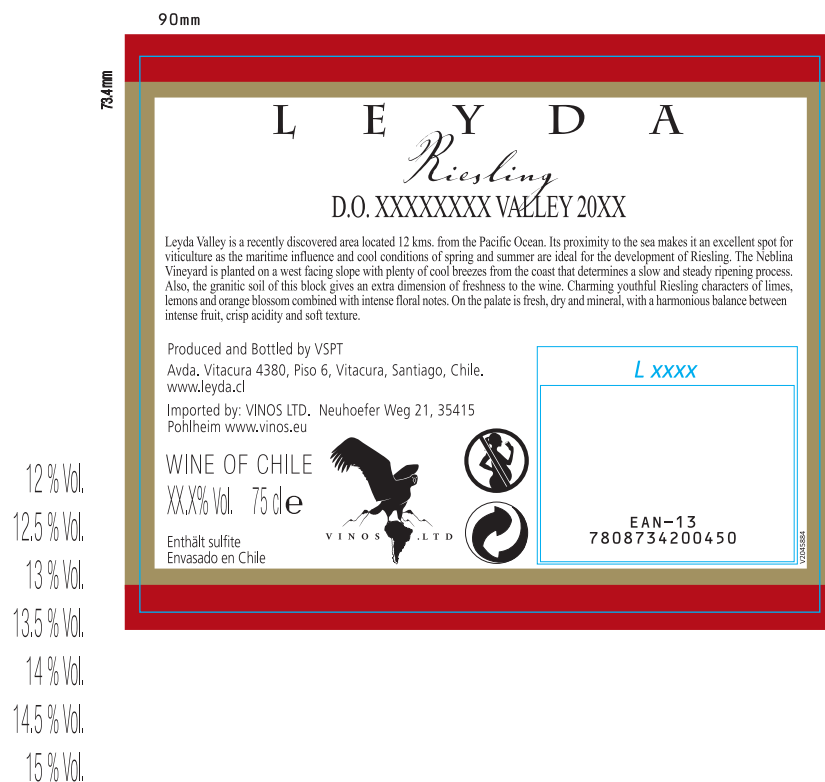 90mm
73.4mm
LEYDA
Riesling
D.O. XXXXXXXX VALLEY 20XX
Leyda Valley is a recently discovered area located 12 kms. from the Pacific Ocean. Its proximity to the sea makes it an excellent spot for
viticulture as the maritime influence and cool conditions of spring and summer are ideal for the development of Riesling. The Neblina
Vineyard is planted on a west facing slope with plenty of cool breezes from the coast that determines a slow and steady ripening process.
Also, the granitic soil of this block gives an extra dimension of freshness to the wine. Charming youthful Riesling characters of limes,
lemons and orange blossom combined with intense floral notes. On the palate is fresh, dry and mineral, with a harmonious balance between
intense fruit, crisp acidity and soft texture.
Produced and Bottled by VSPT
Avda. Vitacura 4380, Piso 6, Vitacura, Santiago, Chile.
www.leyda.cl
Imported by: VINOS LTD. Neuhoefer Weg 21, 35415
Pohlheim www.vinos.eu
WINE OF CHILE
XX,X% Vol. 75 cl e
Enthält sulfite
Envasado en Chile
VINOS .LTD
L xxxx
EAN-13
7808734200450
V2045884
12 % Vol.
12.5 % Vol.
13 % Vol.
13.5 % Vol.
14 % Vol.
14.5 % Vol.
15 % Vol.